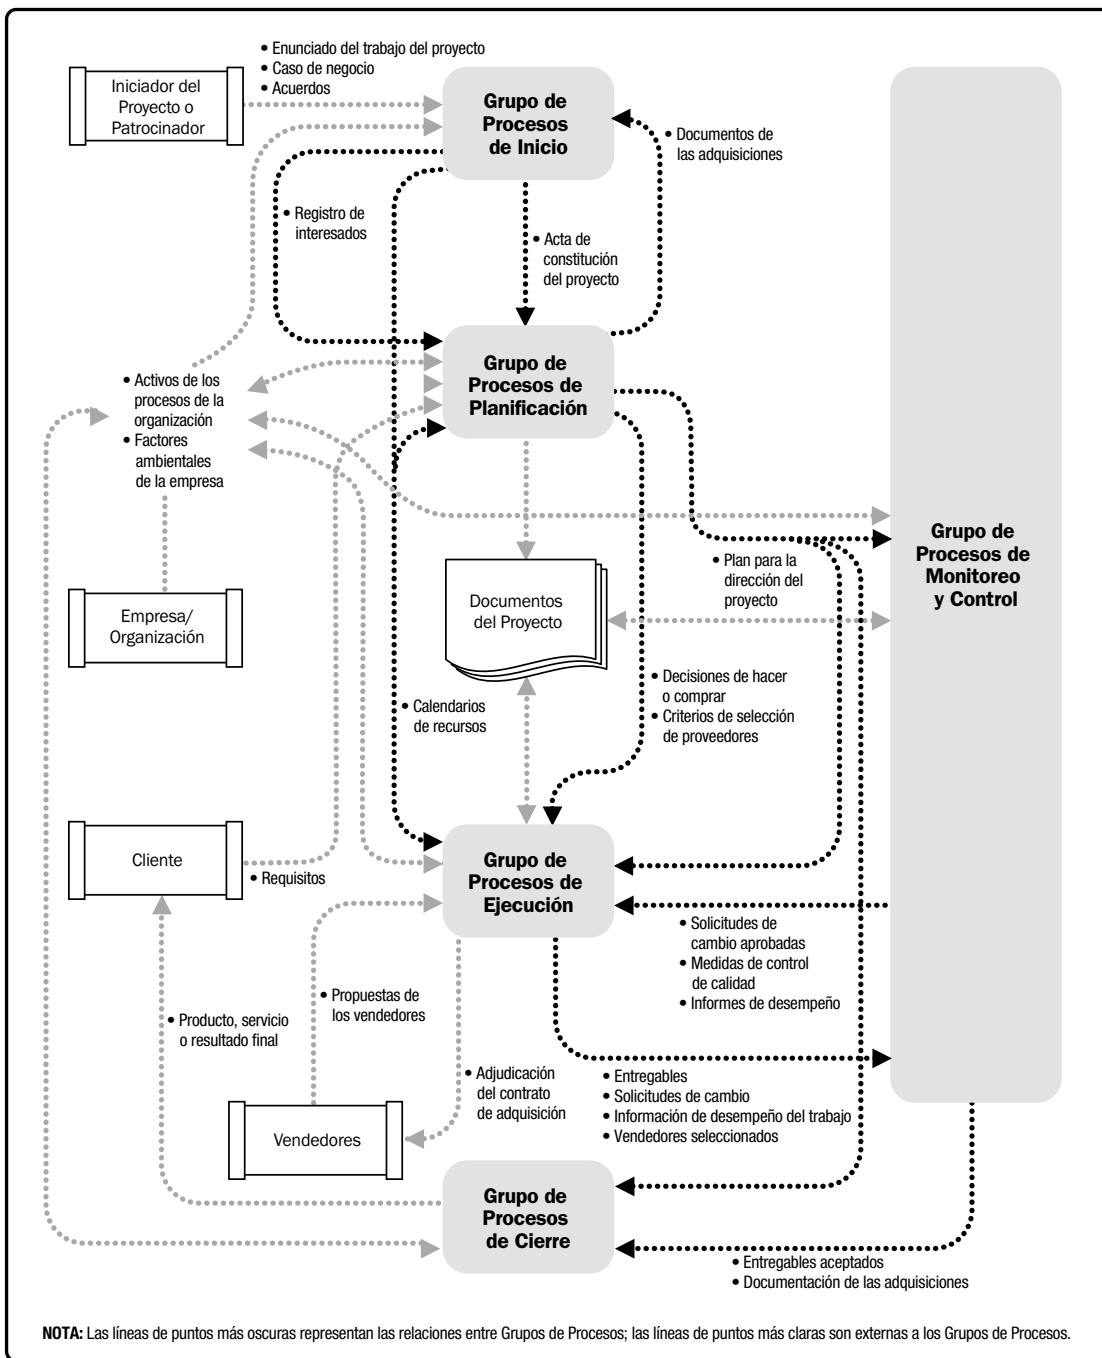 • Enunciado del trabajo del proyecto
• Caso de negocio
• Acuerdos
Iniciador del
Proyecto o
Patrocinador
Grupo de
Procesos
de Inicio
• Documentos de
las adquisiciones
• Registro de
interesados
• Acta de
constitución
del proyecto
Grupo de
Procesos de
Planificación
• Activos de los
procesos de la
organización
• Factores
ambientales
de la empresa
Grupo de
Procesos de
Monitoreo
y Control
• Plan para la
dirección del
proyecto
Empresa/
Organización
Documentos
del Proyecto
• Calendarios
de recursos
• Decisiones de hacer
o comprar
• Criterios de selección
de proveedores
Cliente
• Requisitos
Grupo de
Procesos de
Ejecución
• Solicitudes de
cambio aprobadas
• Medidas de control
de calidad
• Informes de desempeño
• Propuestas de
los vendedores
• Producto, servicio
o resultado final
• Adjudicación
del contrato
de adquisición
• Entregables
• Solicitudes de cambio
• Información de desempeño del trabajo
• Vendedores seleccionados
Vendedores
Grupo de
Procesos
de Cierre
• Entregables aceptados
• Documentación de las adquisiciones
NOTA: Las líneas de puntos más oscuras representan las relaciones entre Grupos de Procesos; las líneas de puntos más claras son externas a los Grupos de Procesos.